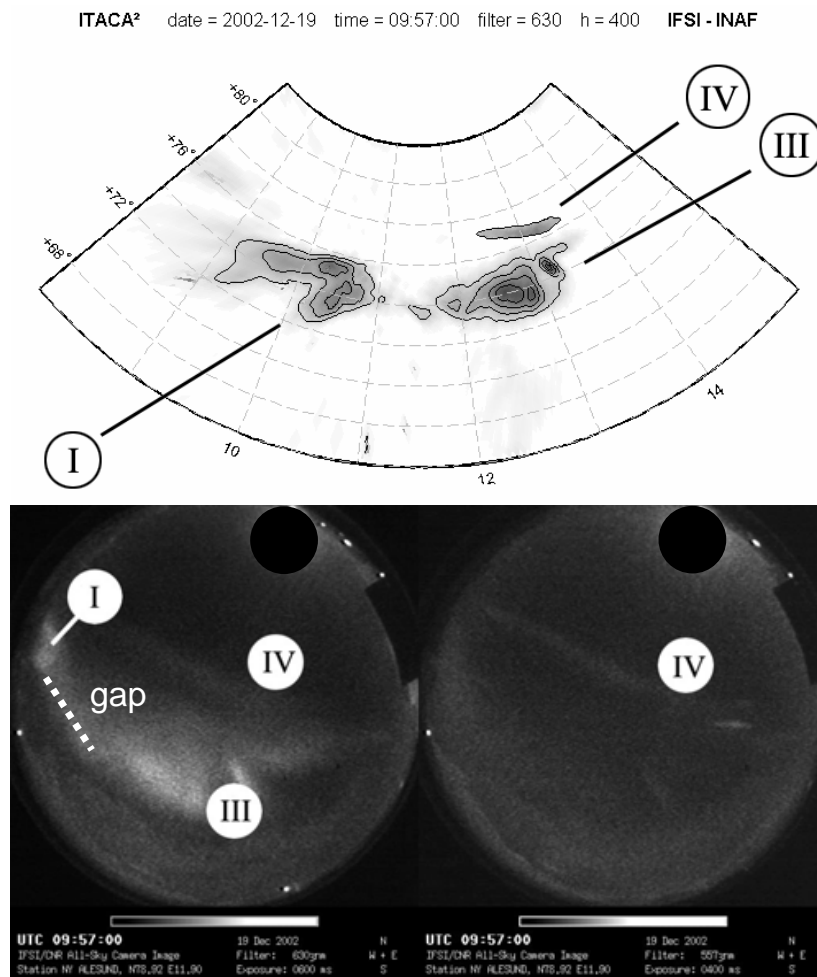 ITACA² date = 2002-12-19 time = 09:57:00 filter = 630 h = 400 IFSI - INAF
IV
III
+80°
+76°
+72°
+68°
I
10
12
14
I
IV
gap
III
IV
UTC 09:57:00 19 Dec 2002 N
IFSI/CNR All-Sky Camera Image Filter: 630nm W + E
Station NY ALESUND, N78.92 E11.90 Exposure: 0600 ms S
UTC 09:57:00 19 Dec 2002 N
IFSI/CNR All-Sky Camera Image Filter: 557nm W + E
Station NY ALESUND, N78.92 E11.90 Exposure: 0600 ms S